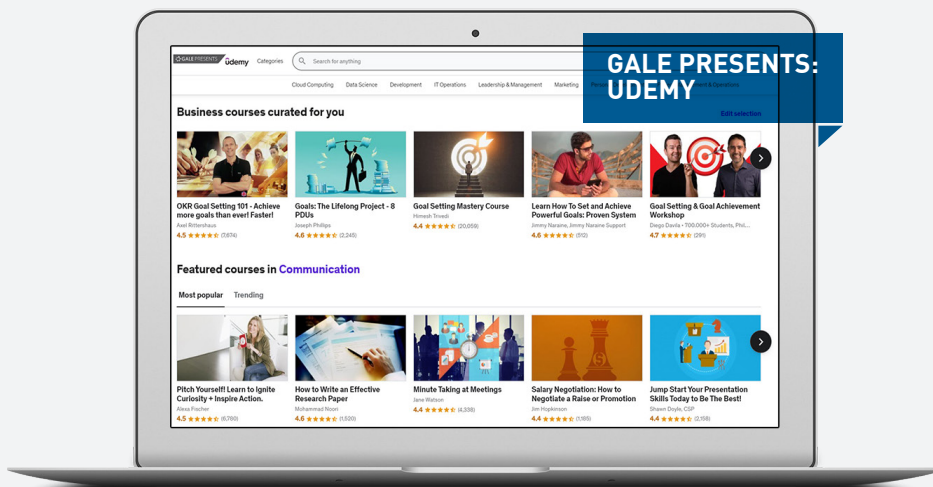 GALE PRESENTS:
UDEMY
GALE PRESENTS ûdemy Categories Search for anything
Cloud Computing Data Science Development IT Operations Leadership & Management Marketing
Business courses curated for you
Edit selection
OKR Goal Setting 101 - Achieve
more goals than ever! Faster!
Axel Rittershaus
4.5 (7,674)
Goals: The Lifelong Project - 8
PDUs
Joseph Phillips
4.6 (2,245)
Goal Setting Mastery Course
Himesh Trivedi
4.4 (20,059)
Learn How To Set and Achieve
Powerful Goals: Proven System
Jimmy Naraine, Jimmy Naraine Support
4.6 (512)
Goal Setting & Goal Achievement
Workshop
Diego Davila • 700.000+ Students, Phil...
4.7 (291)
Featured courses in Communication
Most popular Trending
Pitch Yourself! Learn to Ignite
Curiosity + Inspire Action.
Alexa Fischer
4.5 (6,760)
How to Write an Effective
Research Paper
Mohammad Noori
4.6 (1,520)
Minute Taking at Meetings
Jane Watson
4.4 (4,338)
Salary Negotiation: How to
Negotiate a Raise or Promotion
Jim Hopkinson
4.4 (1,165)
Jump Start Your Presentation
Skills Today to Be The Best!
Shawn Doyle, CSP
4.4 (2,158)